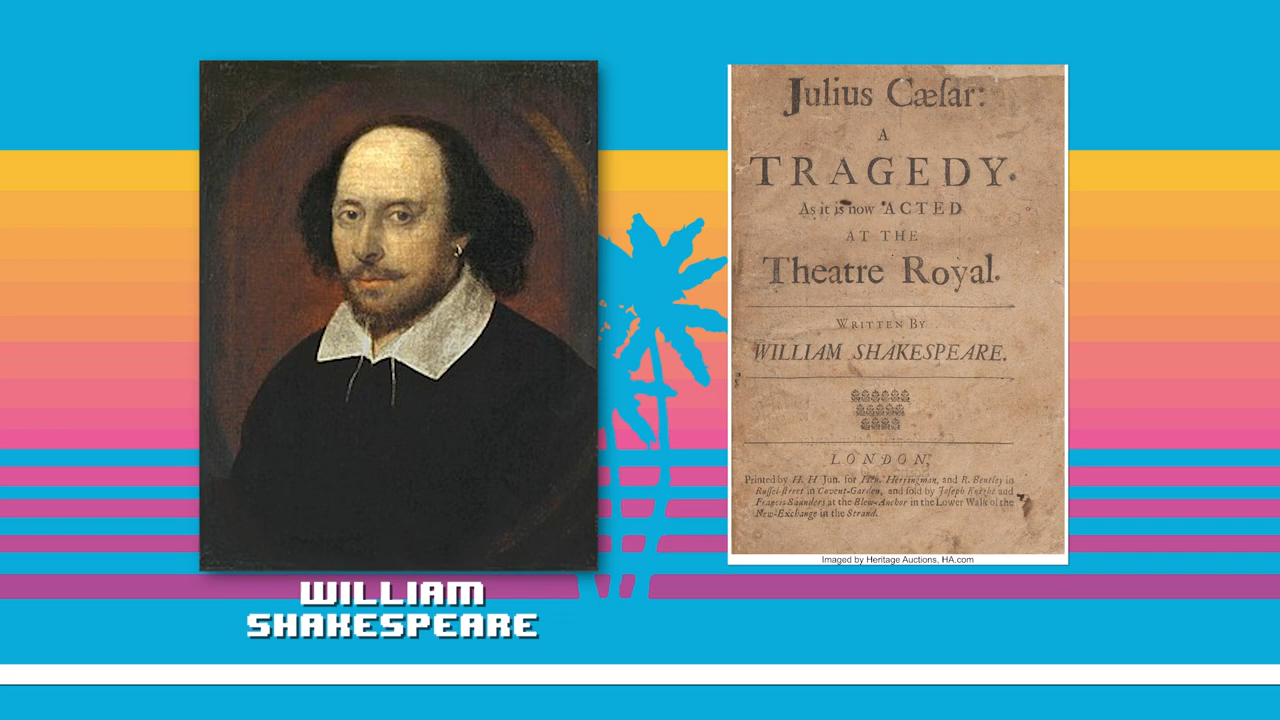 WILLIAM
SHAKESPEARE
Julius Cæſar:
A
TRAGEDY.
As it is now ACTED
AT THE
Theatre Royal.
WRITTEN BY
WILLIAM SHAKESPEARE.
LONDON,
Printed by H. H Jun. for Hen. Herringman, and R. Bentley in
Ruſſel-ſtreet in Covent-Garden, and ſold by Joſeph Knight and
Francis Saunders at the Blew-Anchor in the Lower Walk of the
New-Exchange in the Strand.
Imaged by Heritage Auctions, HA.com